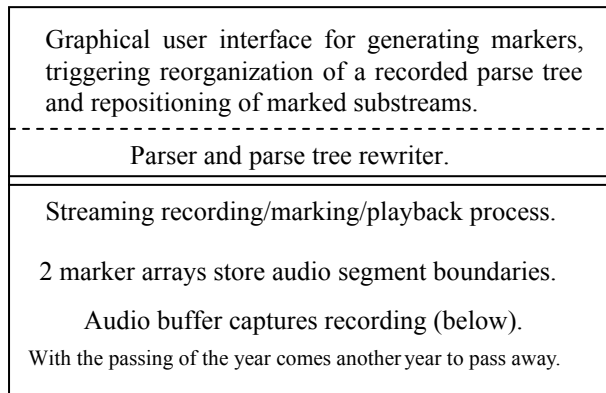 Graphical user interface for generating markers,
triggering reorganization of a recorded parse tree
and repositioning of marked substreams.
Parser and parse tree rewriter.
Streaming recording/marking/playback process.
2 marker arrays store audio segment boundaries.
Audio buffer captures recording (below).
With the passing of the year comes another year to pass away.